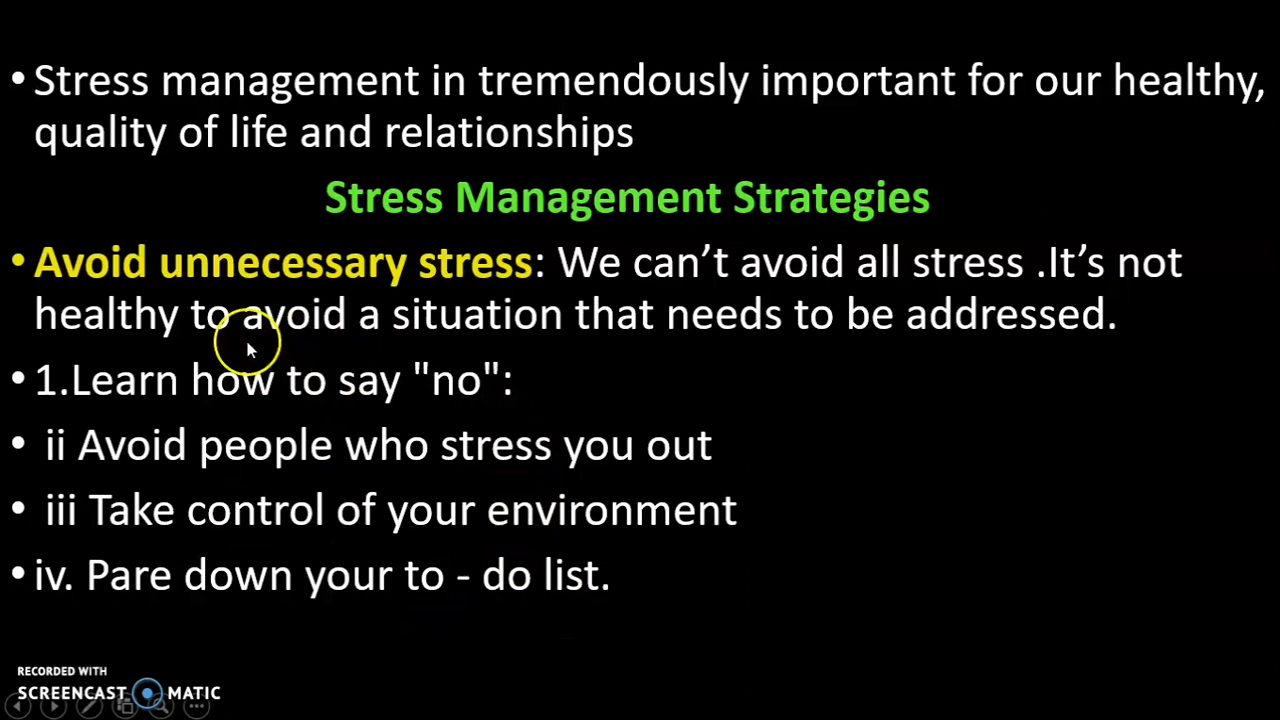 • Stress management in tremendously important for our healthy,
quality of life and relationships
Stress Management Strategies
• Avoid unnecessary stress: We can’t avoid all stress .It’s not
healthy to avoid a situation that needs to be addressed.
• 1.Learn how to say "no":
• ii Avoid people who stress you out
• iii Take control of your environment
• iv. Pare down your to - do list.
RECORDED WITH
SCREENCAST MATIC